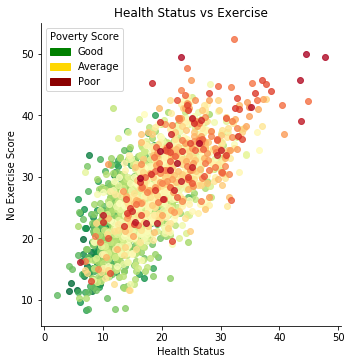 Health Status vs Exercise
Poverty Score
Good
Average
Poor
50
40
30
20
10
No Exercise Score
0
10
20
30
40
50
Health Status